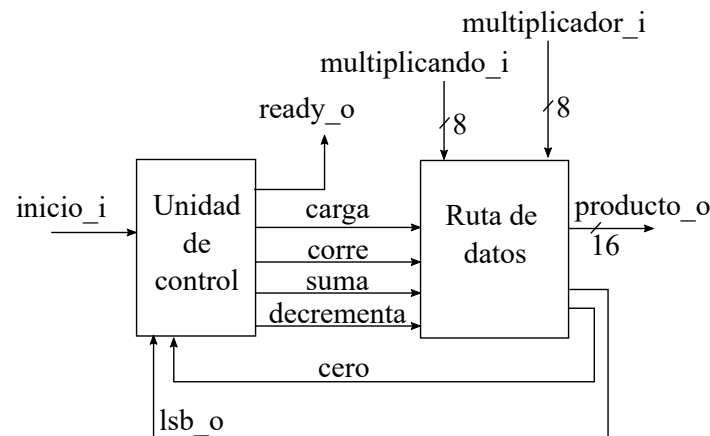 multiplicador_i
multiplicando_i
8
8
ready_o
inicio_i
Unidad
de
control
carga
corre
suma
decrementa
Ruta de
datos
producto_o
16
cero
lsb_o